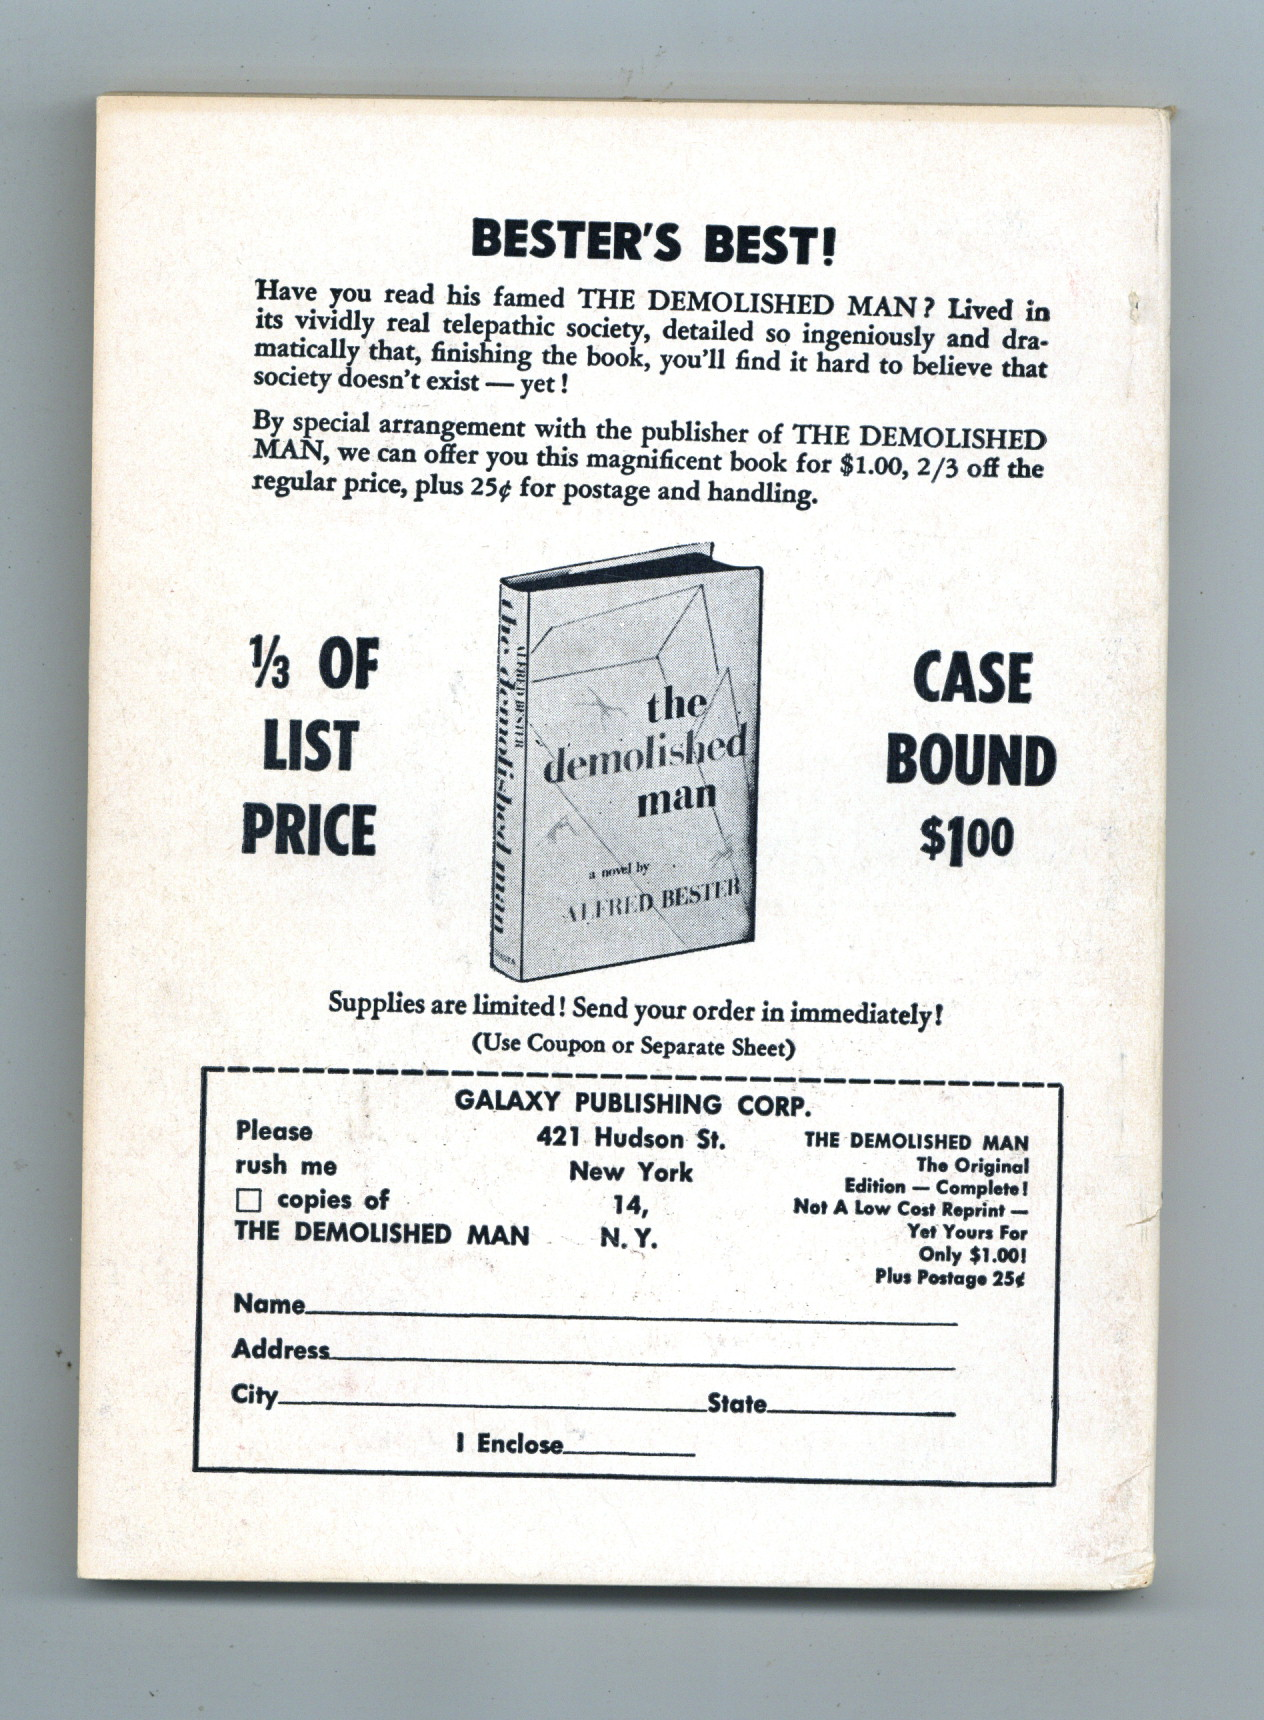 BESTER'S BEST!
Have you read his famed THE DEMOLISHED MAN? Lived in
its vividly real telepathic society, detailed so ingeniously and dra-
matically that, finishing the book, you'll find it hard to believe that
society doesn't exist — yet!
By special arrangement with the publisher of THE DEMOLISHED
MAN, we can offer you this magnificent book for $1.00, 2/3 off the
regular price, plus 25¢ for postage and handling.
⅓ OF
LIST
PRICE
the demolished man
ALFRED BESTER
the
demolished
man
a novel by
ALFRED BESTER
CASE
BOUND
$100
Supplies are limited! Send your order in immediately!
(Use Coupon or Separate Sheet)
GALAXY PUBLISHING CORP.
421 Hudson St.
New York
14,
N. Y.
Please
rush me
□ copies of
THE DEMOLISHED MAN
THE DEMOLISHED MAN
The Original
Edition — Complete!
Not A Low Cost Reprint —
Yet Yours For
Only $1.00!
Plus Postage 25¢
Name
Address
City State
I Enclose